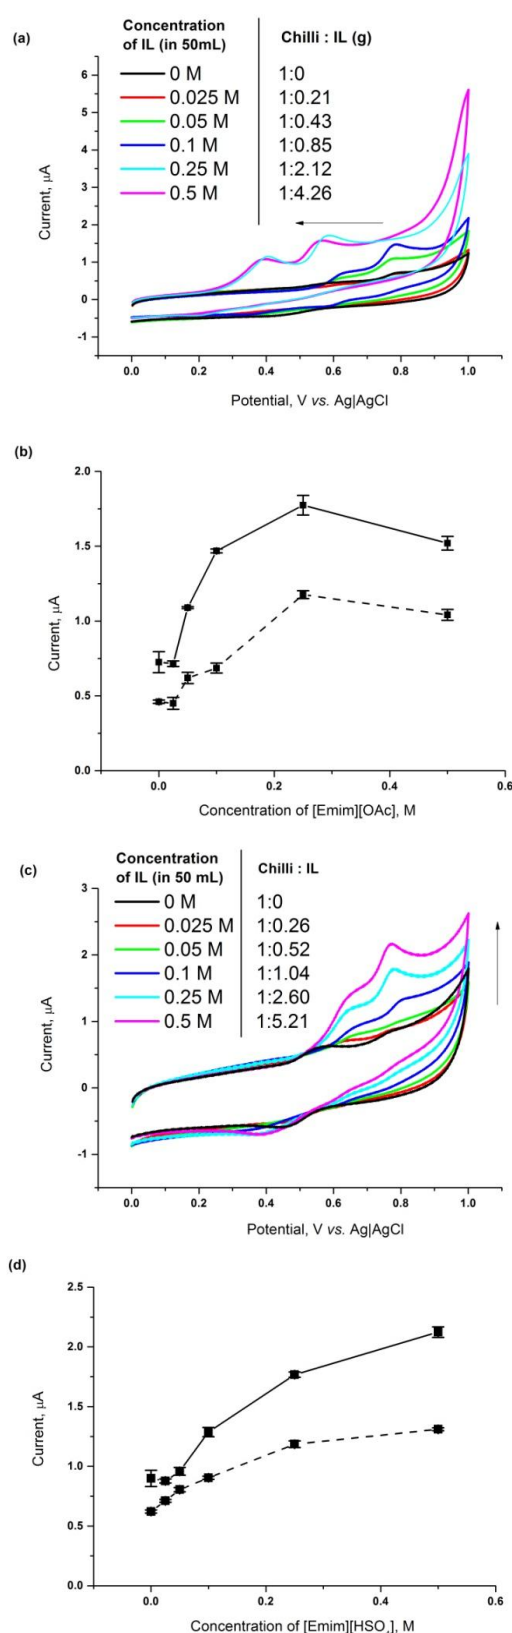 (a)
Concentration of IL (in 50mL) Chilli : IL (g)
0 M 1:0
0.025 M 1:0.21
0.05 M 1:0.43
0.1 M 1:0.85
0.25 M 1:2.12
0.5 M 1:4.26
Current, μA
6
5
4
3
2
1
0
-1
0.0 0.2 0.4 0.6 0.8 1.0
Potential, V vs. Ag|AgCl
(b)
Current, μA
2.0
1.5
1.0
0.5
0.0
0.0 0.2 0.4 0.6
Concentration of [Emim][OAc], M
(c)
Concentration of IL (in 50 mL) Chilli : IL
0 M 1:0
0.025 M 1:0.26
0.05 M 1:0.52
0.1 M 1:1.04
0.25 M 1:2.60
0.5 M 1:5.21
Current, μA
3
2
1
0
-1
0.0 0.2 0.4 0.6 0.8 1.0
Potential, V vs. Ag|AgCl
(d)
Current, μA
2.5
2.0
1.5
1.0
0.5
0.0
0.0 0.2 0.4 0.6
Concentration of [Emim][HSO₄], M